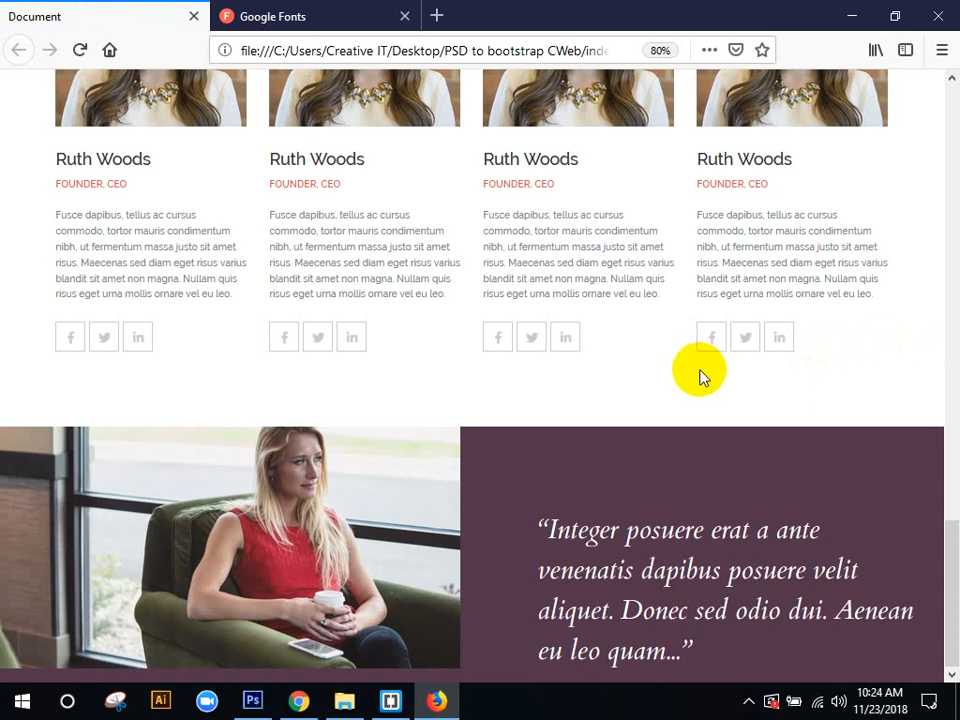 Document
Google Fonts
file:///C:/Users/Creative IT/Desktop/PSD to bootstrap CWeb/inde
80%
Ruth Woods Ruth Woods Ruth Woods Ruth Woods
FOUNDER, CEO FOUNDER, CEO FOUNDER, CEO FOUNDER, CEO
Fusce dapibus, tellus ac cursus
commodo, tortor mauris condimentum
nibh, ut fermentum massa justo sit amet
risus. Maecenas sed diam eget risus varius
blandit sit amet non magna. Nullam quis
risus eget urna mollis ornare vel eu leo.
Fusce dapibus, tellus ac cursus
commodo, tortor mauris condimentum
nibh, ut fermentum massa justo sit amet
risus. Maecenas sed diam eget risus varius
blandit sit amet non magna. Nullam quis
risus eget urna mollis ornare vel eu leo.
Fusce dapibus, tellus ac cursus
commodo, tortor mauris condimentum
nibh, ut fermentum massa justo sit amet
risus. Maecenas sed diam eget risus varius
blandit sit amet non magna. Nullam quis
risus eget urna mollis ornare vel eu leo.
Fusce dapibus, tellus ac cursus
commodo, tortor mauris condimentum
nibh, ut fermentum massa justo sit amet
risus. Maecenas sed diam eget risus varius
blandit sit amet non magna. Nullam quis
risus eget urna mollis ornare vel eu leo.
“Integer posuere erat a ante
venenatis dapibus posuere velit
aliquet. Donec sed odio dui. Aenean
eu leo quam...”
Ai
Ps
10:24 AM
11/23/2018